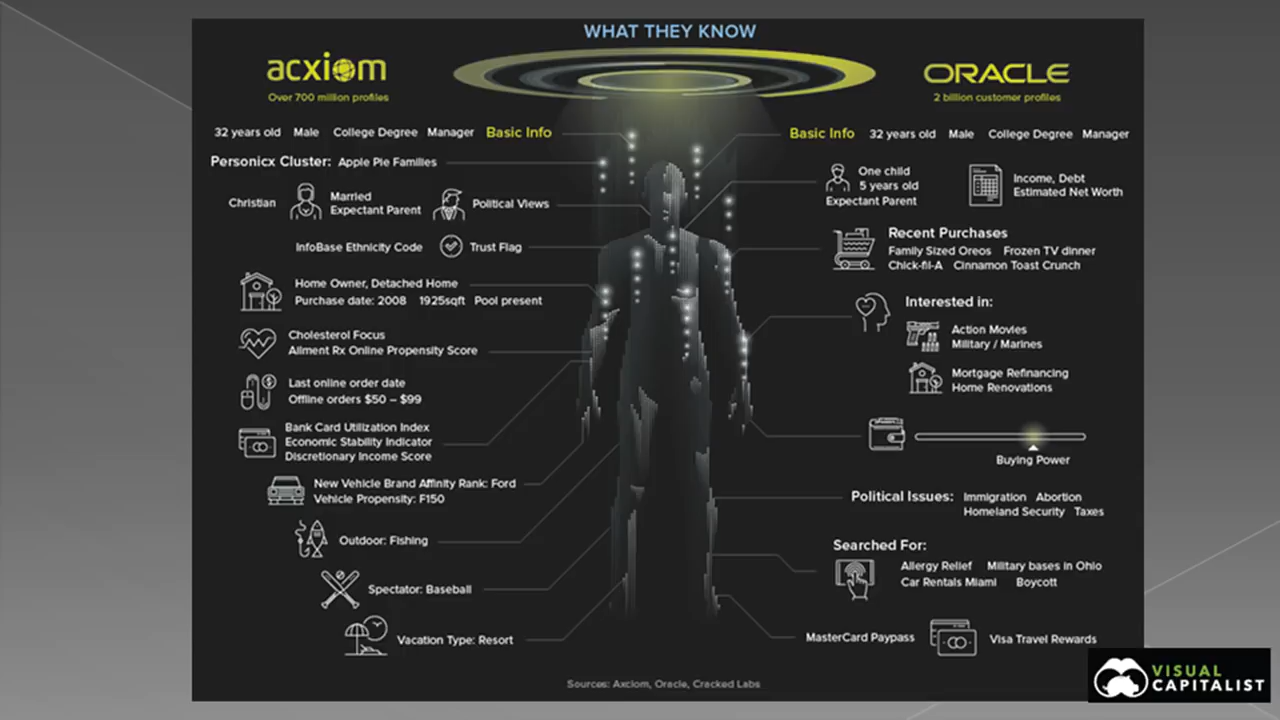 WHAT THEY KNOW
acxiom
Over 700 million profiles
32 years old Male College Degree Manager Basic Info
Personicx Cluster: Apple Pie Families
Christian
Married
Expectant Parent
Political Views
InfoBase Ethnicity Code
Trust Flag
Home Owner, Detached Home
Purchase date: 2008 1925sqft Pool present
Cholesterol Focus
Ailment Rx Online Propensity Score
Last online order date
Offline orders $50 – $99
Bank Card Utilization Index
Economic Stability Indicator
Discretionary Income Score
New Vehicle Brand Affinity Rank: Ford
Vehicle Propensity: F150
Outdoor: Fishing
Spectator: Baseball
Vacation Type: Resort
ORACLE
2 billion customer profiles
Basic Info 32 years old Male College Degree Manager
One child
5 years old
Expectant Parent
Income, Debt
Estimated Net Worth
Recent Purchases
Family Sized Oreos Frozen TV dinner
Chick-fil-A Cinnamon Toast Crunch
Interested in:
Action Movies
Military / Marines
Mortgage Refinancing
Home Renovations
Buying Power
Political Issues: Immigration Abortion
Homeland Security Taxes
Searched For:
Allergy Relief Military bases in Ohio
Car Rentals Miami Boycott
MasterCard Paypass
Visa Travel Rewards
Sources: Axciom, Oracle, Cracked Labs
VISUAL
CAPITALIST